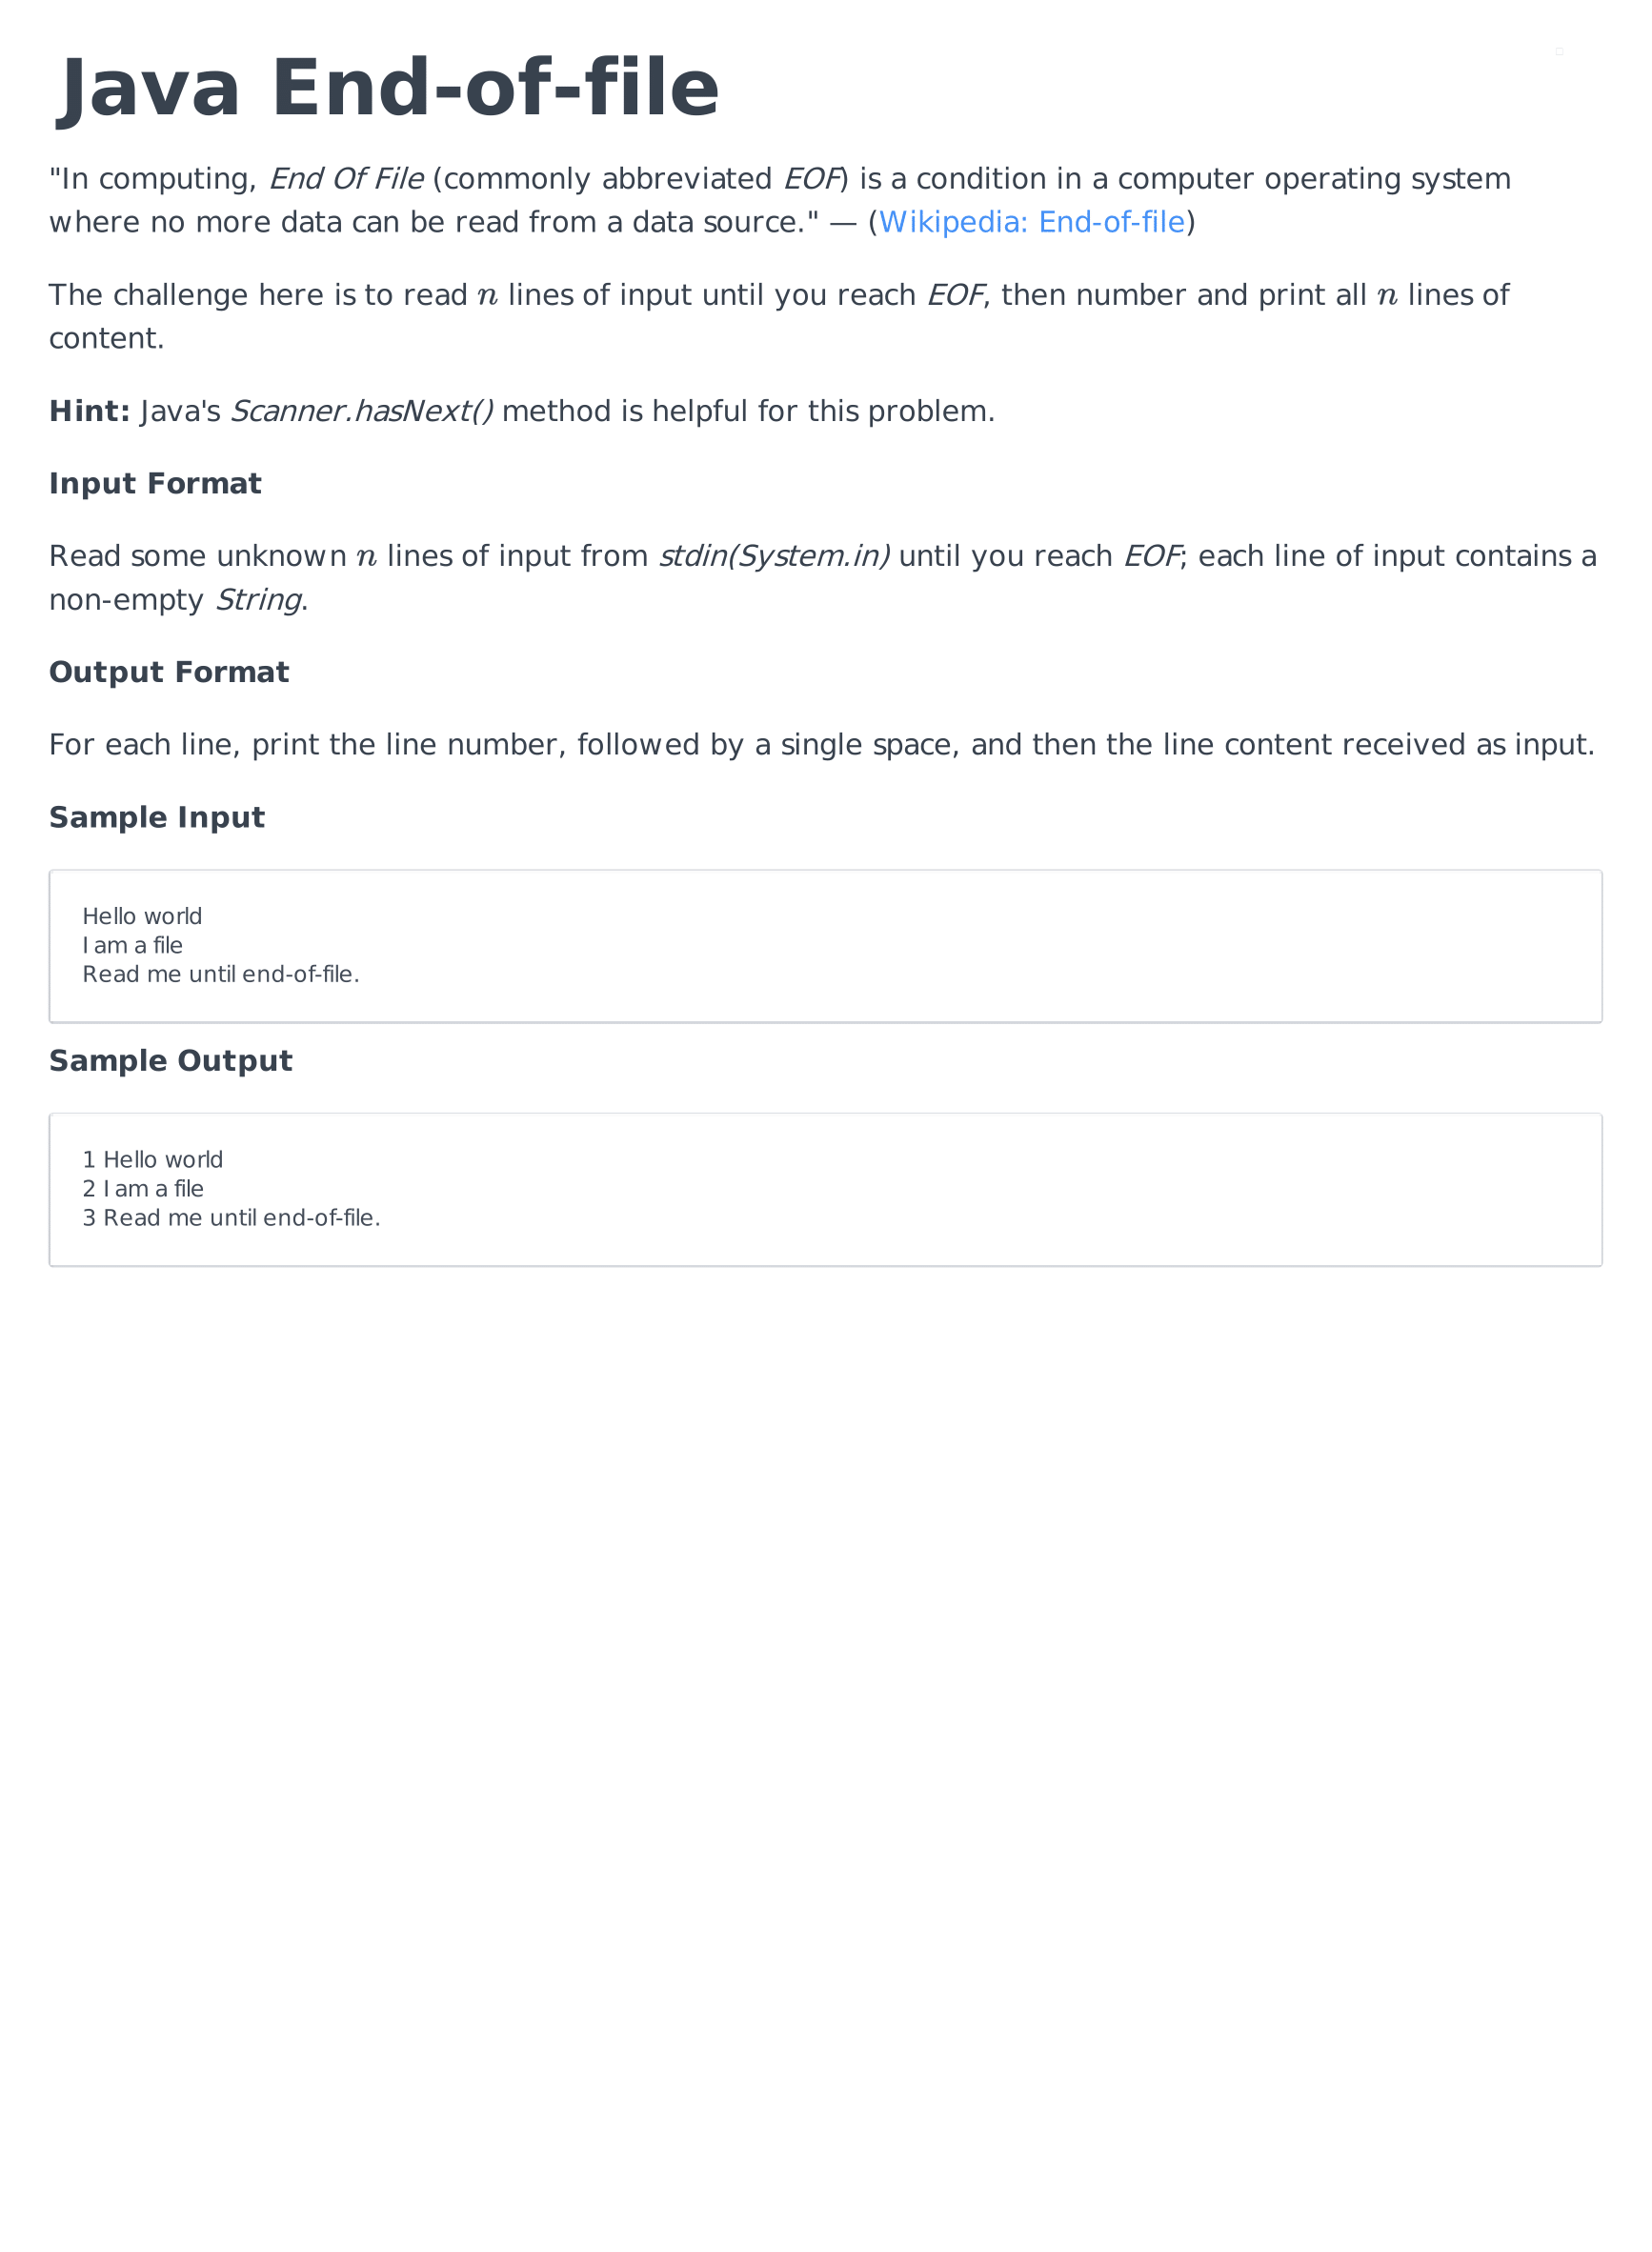 Java End-of-file
"In computing, End Of File (commonly abbreviated EOF) is a condition in a computer operating system
where no more data can be read from a data source." — (Wikipedia: End-of-file)
The challenge here is to read n lines of input until you reach EOF, then number and print all n lines of
content.
Hint: Java's Scanner.hasNext() method is helpful for this problem.
Input Format
Read some unknown n lines of input from stdin(System.in) until you reach EOF; each line of input contains a
non-empty String.
Output Format
For each line, print the line number, followed by a single space, and then the line content received as input.
Sample Input
Hello world
I am a file
Read me until end-of-file.
Sample Output
1 Hello world
2 I am a file
3 Read me until end-of-file.